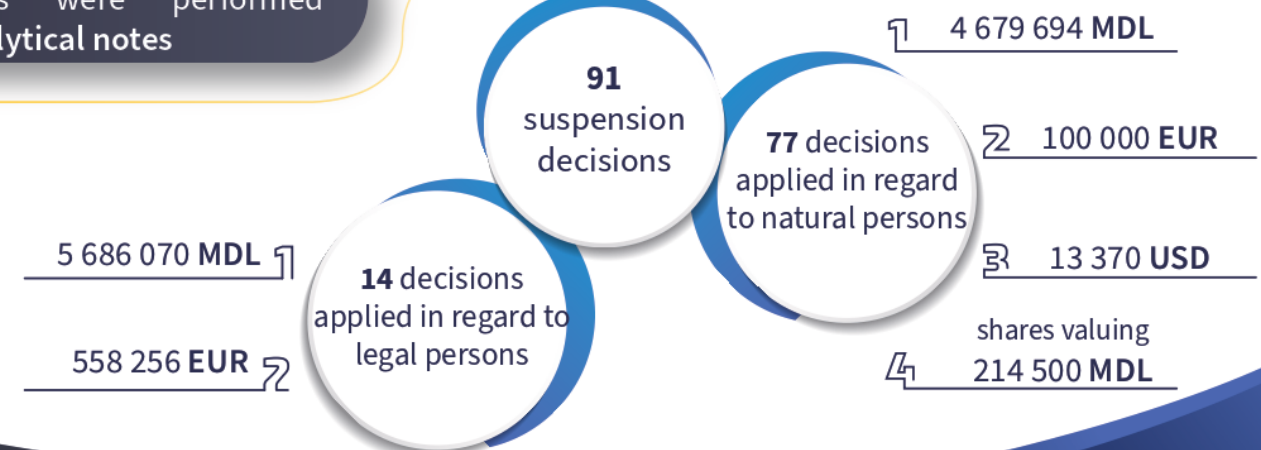 were performed
lytical notes
91
suspension
decisions
77 decisions
applied in regard
to natural persons
14 decisions
applied in regard to
legal persons
1 4 679 694 MDL
2 100 000 EUR
3 13 370 USD
shares valuing
4 214 500 MDL
5 686 070 MDL 1
558 256 EUR 2